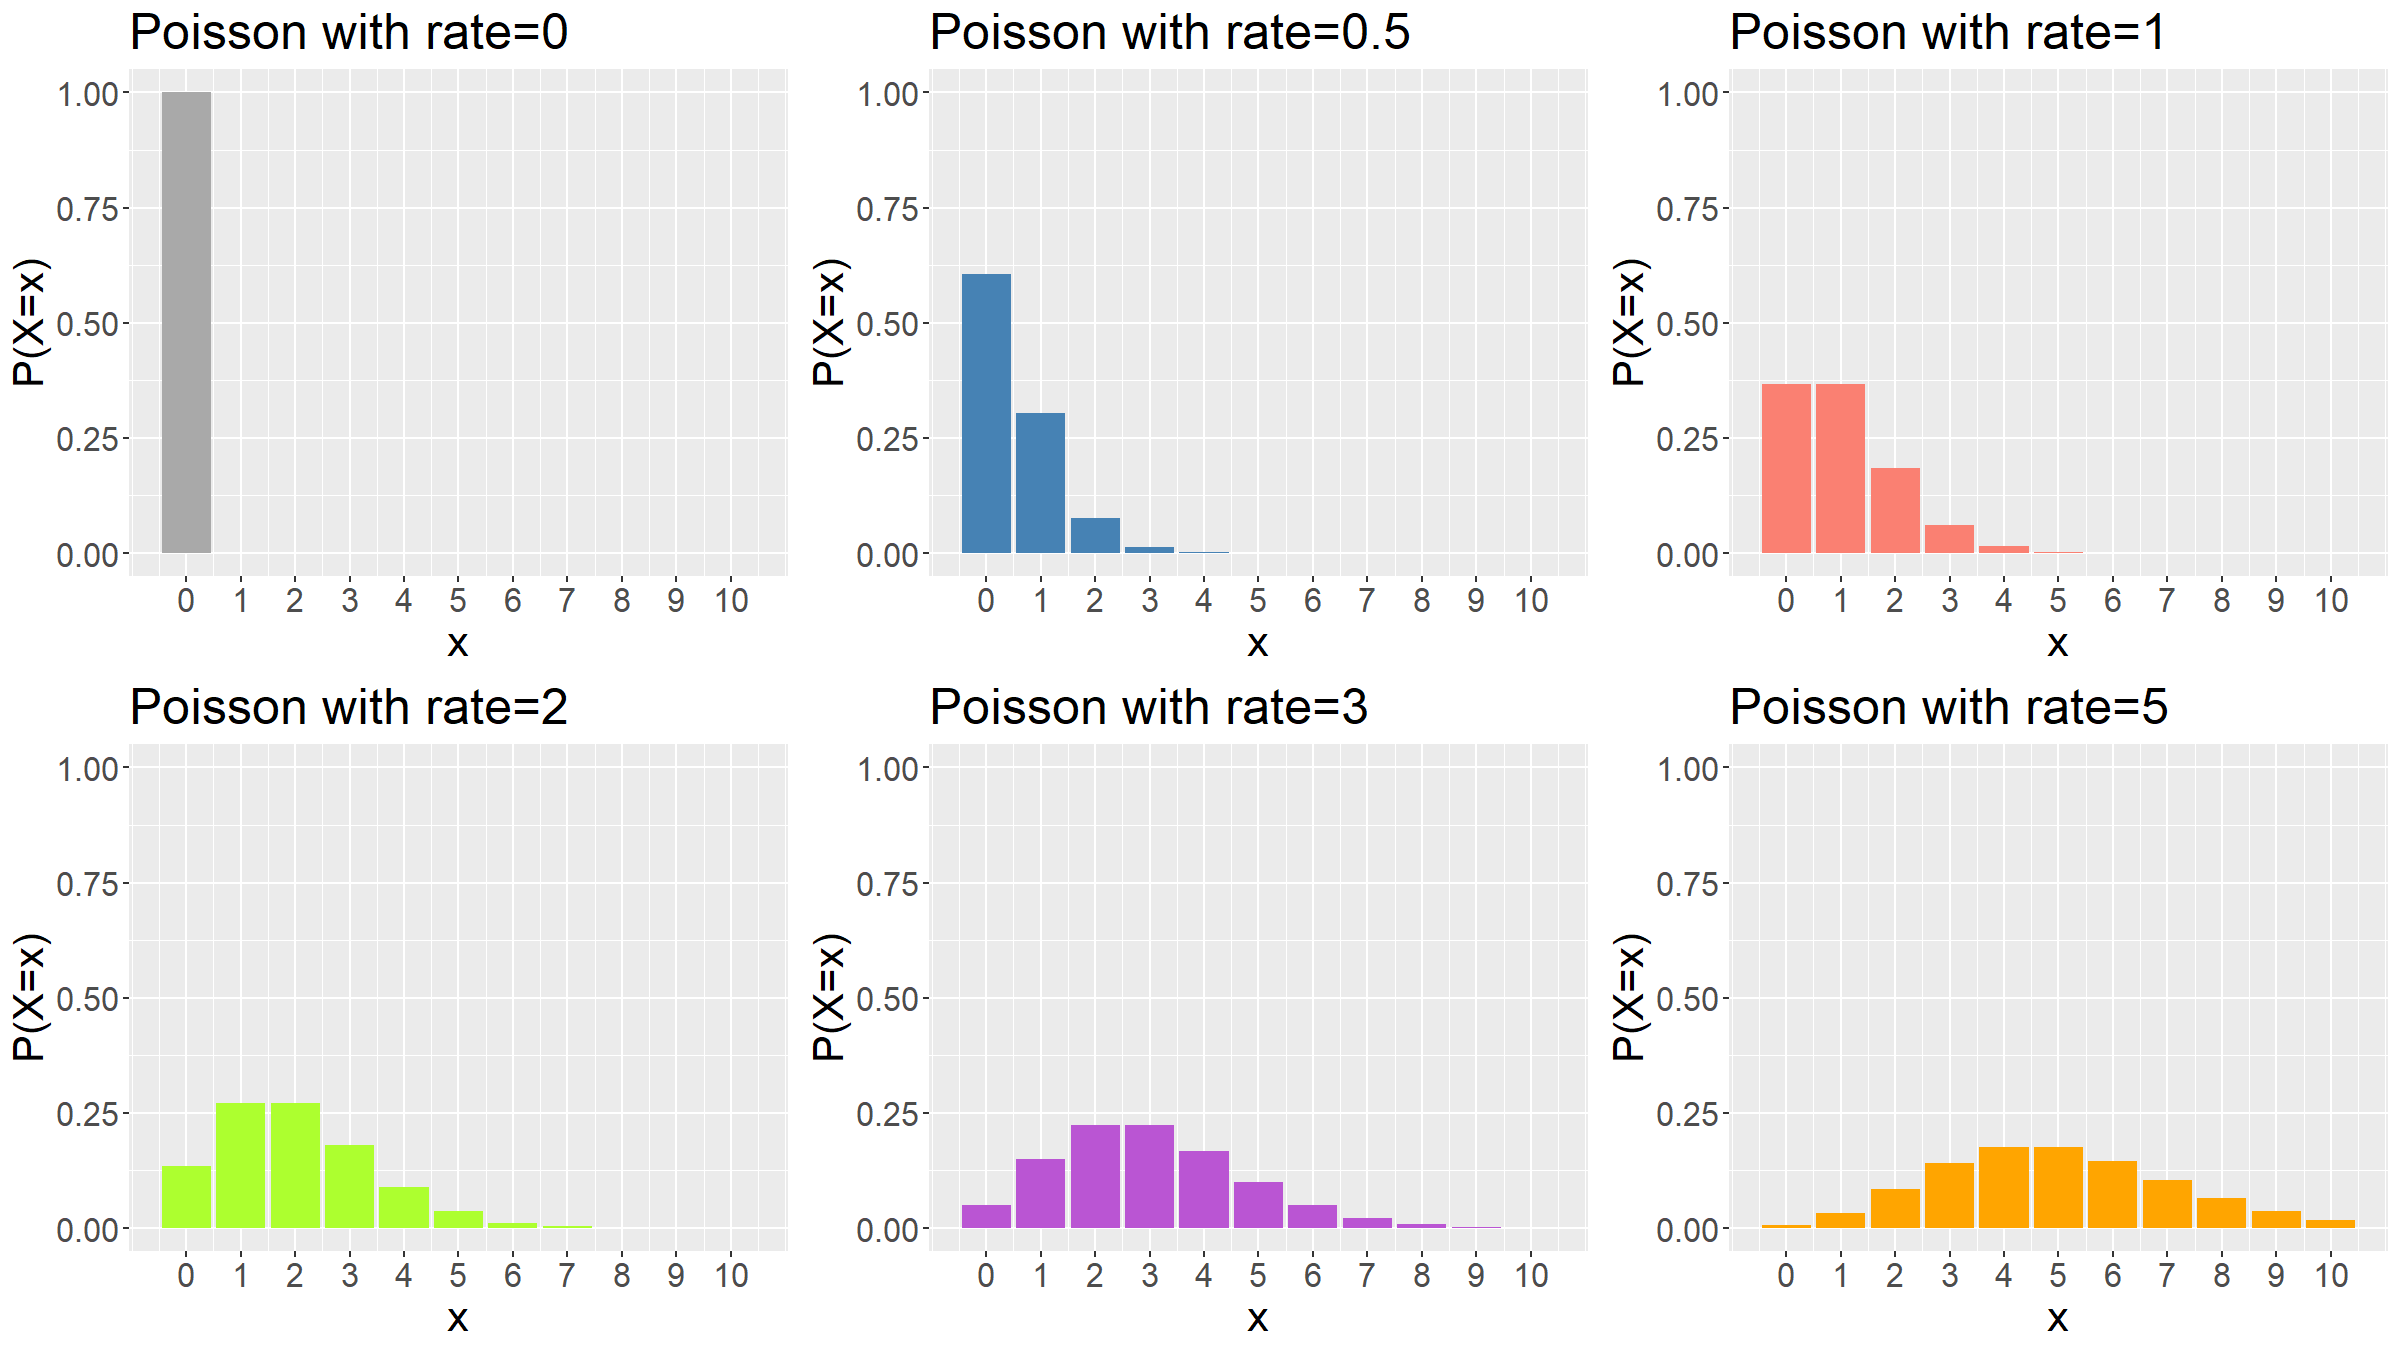 Poisson with rate=0
P(X=x)
1.00
0.75
0.50
0.25
0.00
0 1 2 3 4 5 6 7 8 9 10
x
Poisson with rate=0.5
P(X=x)
1.00
0.75
0.50
0.25
0.00
0 1 2 3 4 5 6 7 8 9 10
x
Poisson with rate=1
P(X=x)
1.00
0.75
0.50
0.25
0.00
0 1 2 3 4 5 6 7 8 9 10
x
Poisson with rate=2
P(X=x)
1.00
0.75
0.50
0.25
0.00
0 1 2 3 4 5 6 7 8 9 10
x
Poisson with rate=3
P(X=x)
1.00
0.75
0.50
0.25
0.00
0 1 2 3 4 5 6 7 8 9 10
x
Poisson with rate=5
P(X=x)
1.00
0.75
0.50
0.25
0.00
0 1 2 3 4 5 6 7 8 9 10
x